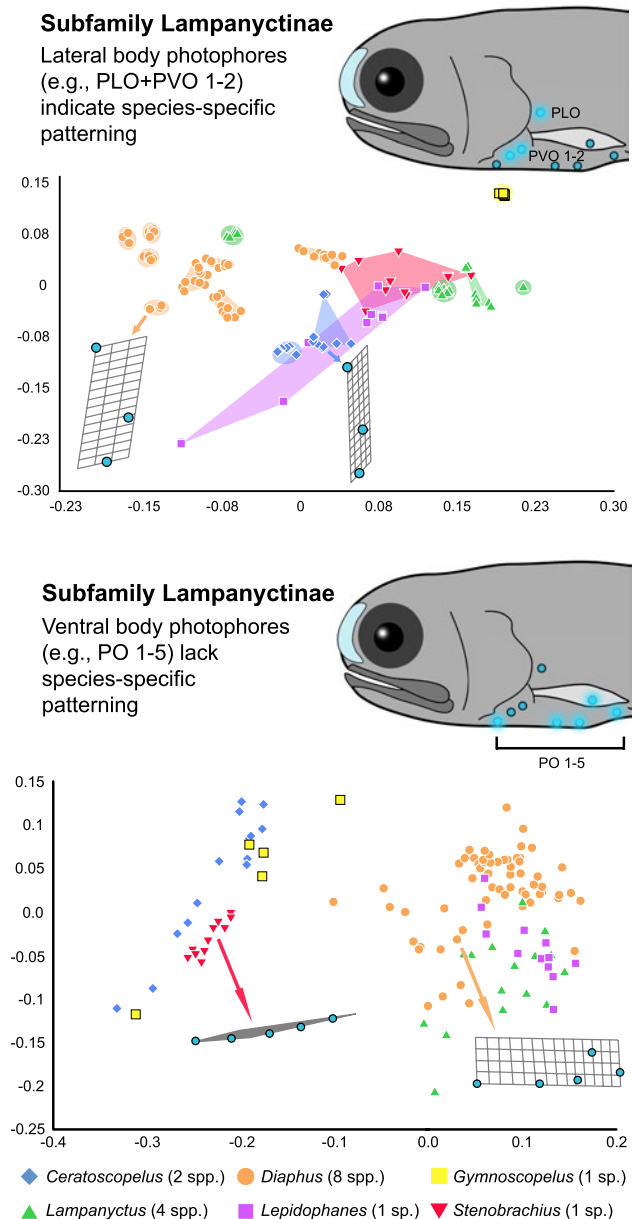 Subfamily Lampanyctinae
Lateral body photophores
(e.g., PLO+PVO 1-2)
indicate species-specific
patterning
PLO
PVO 1-2
0.15
0.08
0
-0.08
-0.15
-0.23
-0.30
-0.23
-0.15
-0.08
0
0.08
0.15
0.23
0.30
Subfamily Lampanyctinae
Ventral body photophores
(e.g., PO 1-5) lack
species-specific
patterning
PO 1-5
0.15
0.1
0.05
0.0
-0.05
-0.1
-0.15
-0.2
-0.25
-0.4
-0.3
-0.2
-0.1
0.0
0.1
0.2
Ceratoscopelus (2 spp.)
Diaphus (8 spp.)
Gymnoscopelus (1 sp.)
Lampanyctus (4 spp.)
Lepidophanes (1 sp.)
Stenobrachius (1 sp.)